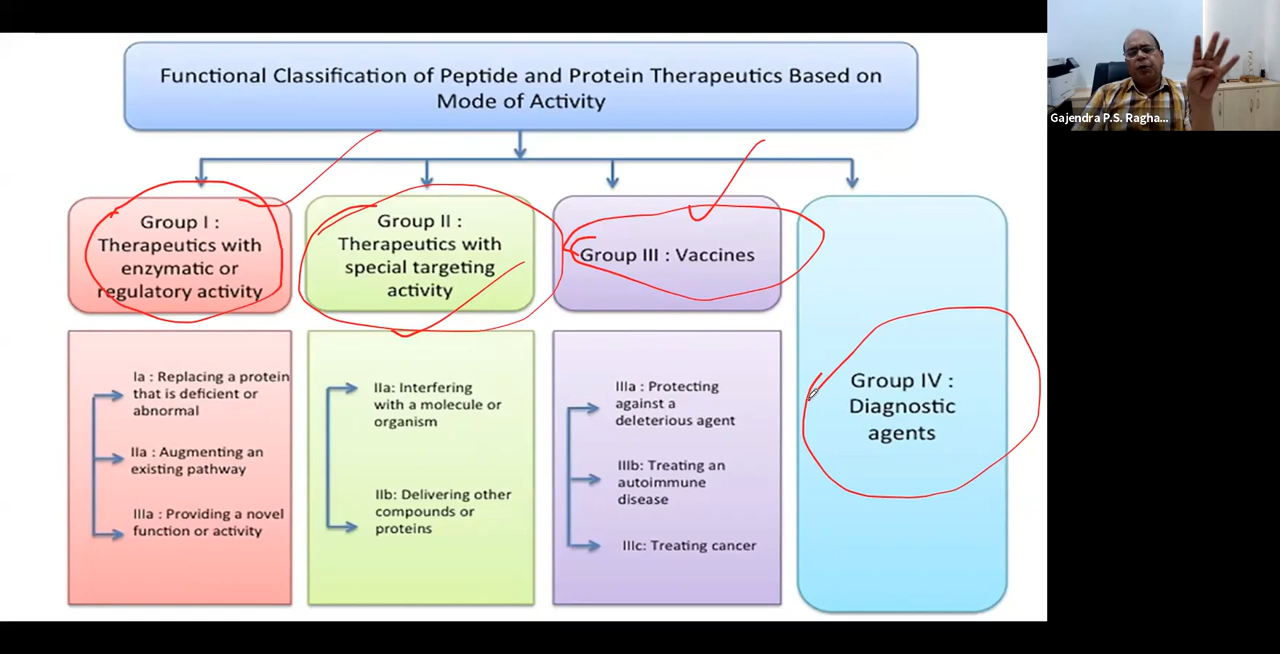 Functional Classification of Peptide and Protein Therapeutics Based on
Mode of Activity
Group I :
Therapeutics with
enzymatic or
regulatory activity
Ia : Replacing a protein
that is deficient or
abnormal
IIa : Augmenting an
existing pathway
IIIa : Providing a novel
function or activity
Group II :
Therapeutics with
special targeting
activity
IIa: Interfering
with a molecule or
organism
IIb: Delivering other
compounds or
proteins
Group III : Vaccines
IIIa : Protecting
against a
deleterious agent
IIIb: Treating an
autoimmune
disease
IIIc: Treating cancer
Group IV :
Diagnostic
agents
Gajendra P.S. Ragha...